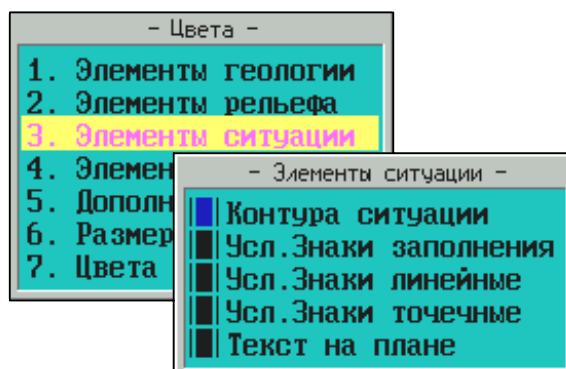 - Цвета -
1. Элементы геологии
2. Элементы рельефа
3. Элементы ситуации
4. Элемен
5. Дополн
6. Размер
7. Цвета
- Элементы ситуации -
Контура ситуации
Усл.Знаки заполнения
Усл.Знаки линейные
Усл.Знаки точечные
Текст на плане